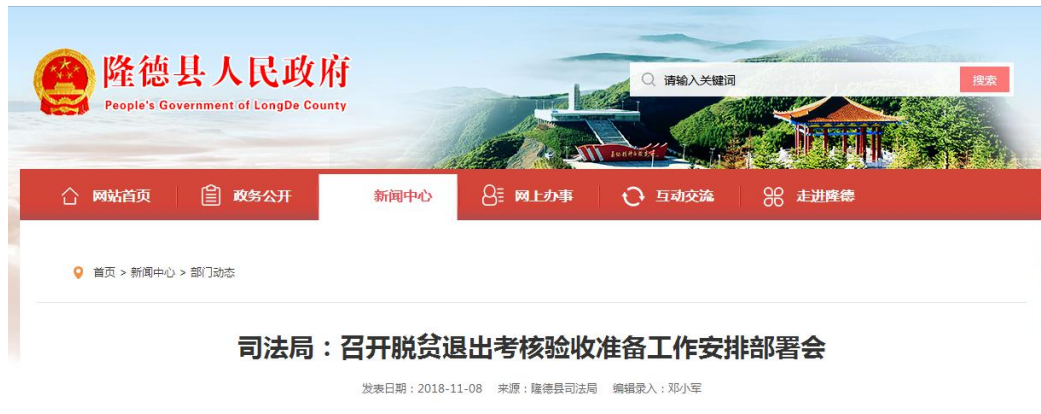 隆德县人民政府
People's Government of LongDe County
请输入关键词
搜索
网站首页 政务公开 新闻中心 网上办事 互动交流 走进隆德
首页 > 新闻中心 > 部门动态
司法局：召开脱贫退出考核验收准备工作安排部署会
发表日期：2018-11-08 来源：隆德县司法局 编辑录入：邓小军